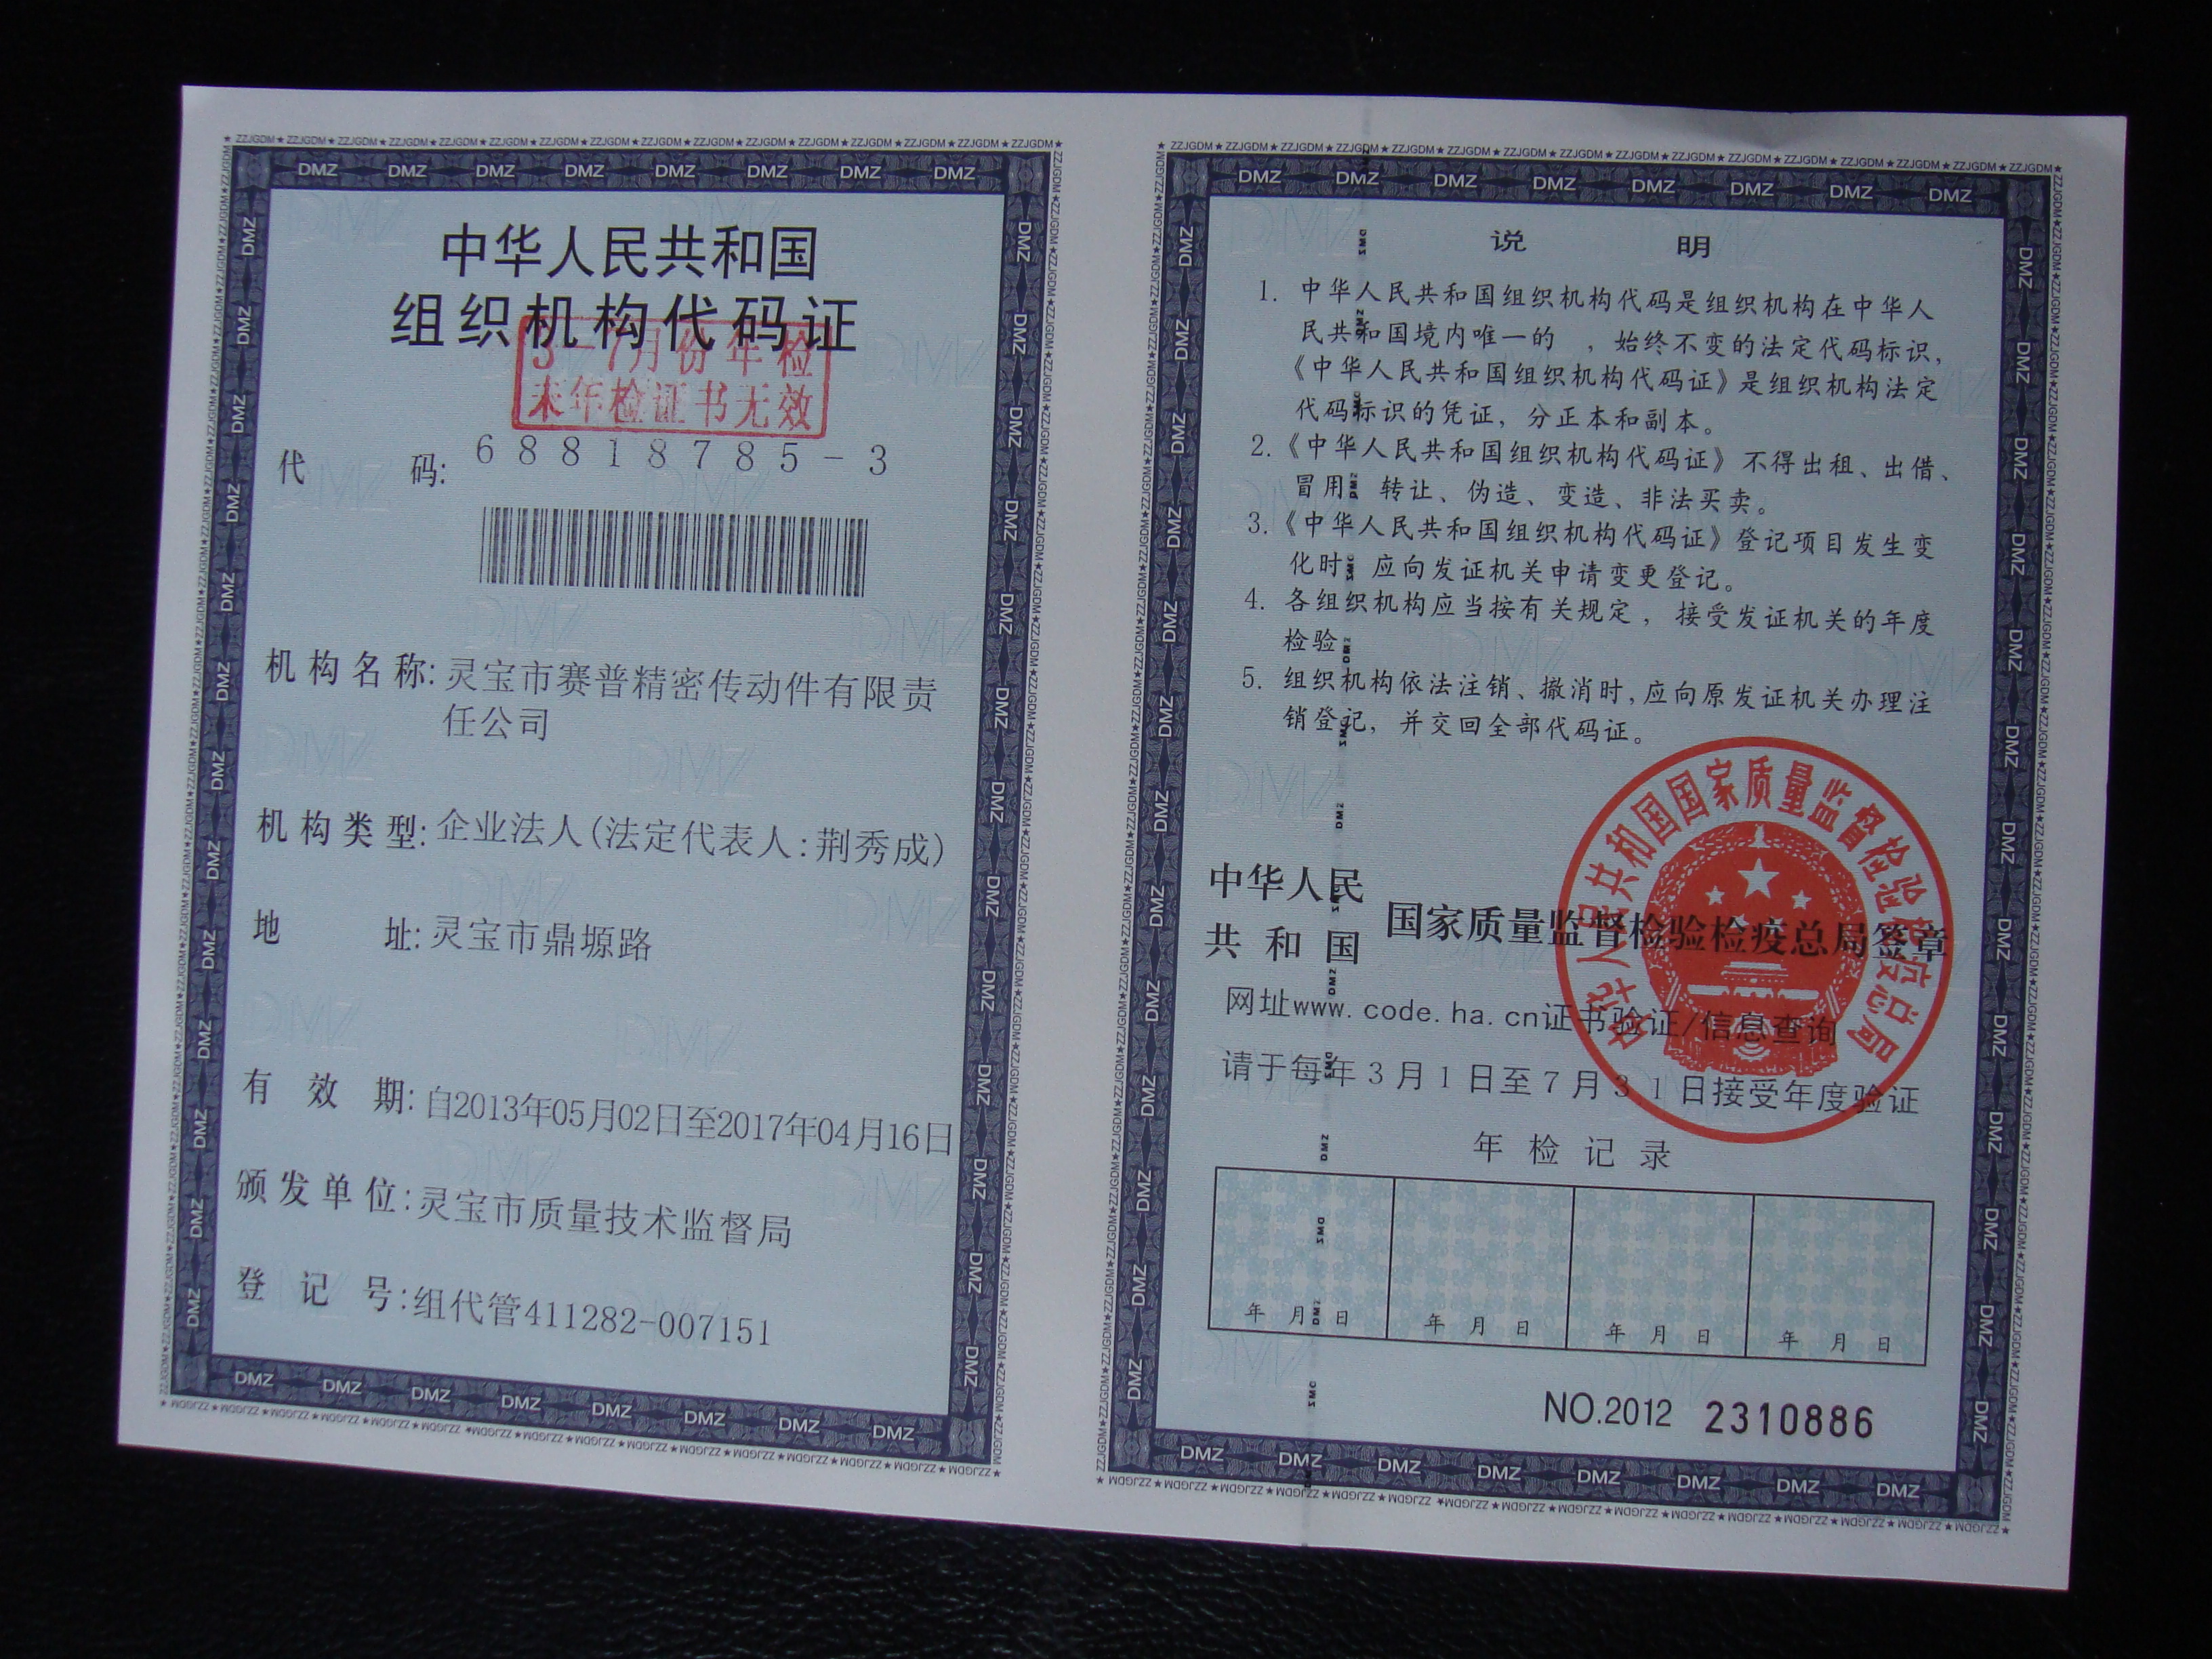 中华人民共和国
组织机构代码证
3-7月份年检
未年检证书无效
代 码: 68818785-3
机构名称: 灵宝市赛普精密传动件有限责
任公司
机构类型: 企业法人(法定代表人:荆秀成)
地 址: 灵宝市鼎塬路
有 效 期: 自2013年05月02日至2017年04月16日
颁发单位: 灵宝市质量技术监督局
登 记 号: 组代管411282-007151
说 明
1. 中华人民共和国组织机构代码是组织机构在中华人
民共和国境内唯一的 ，始终不变的法定代码标识，
《中华人民共和国组织机构代码证》是组织机构法定
代码标识的凭证，分正本和副本。
2.《中华人民共和国组织机构代码证》不得出租、出借、
冒用、转让、伪造、变造、非法买卖。
3.《中华人民共和国组织机构代码证》登记项目发生变
化时，应向发证机关申请变更登记。
4. 各组织机构应当按有关规定，接受发证机关的年度
检验。
5. 组织机构依法注销、撤消时,应向原发证机关办理注
销登记，并交回全部代码证。
中华人民共和国国家质量监督检验检疫总局
中华人民
共和国 国家质量监督检验检疫总局签章
网址www.code.ha.cn证书验证/信息查询
请于每年3月1日至7月31日接受年度验证
年检记录
年 月 日 年 月 日 年 月 日 年 月 日
NO.2012 2310886